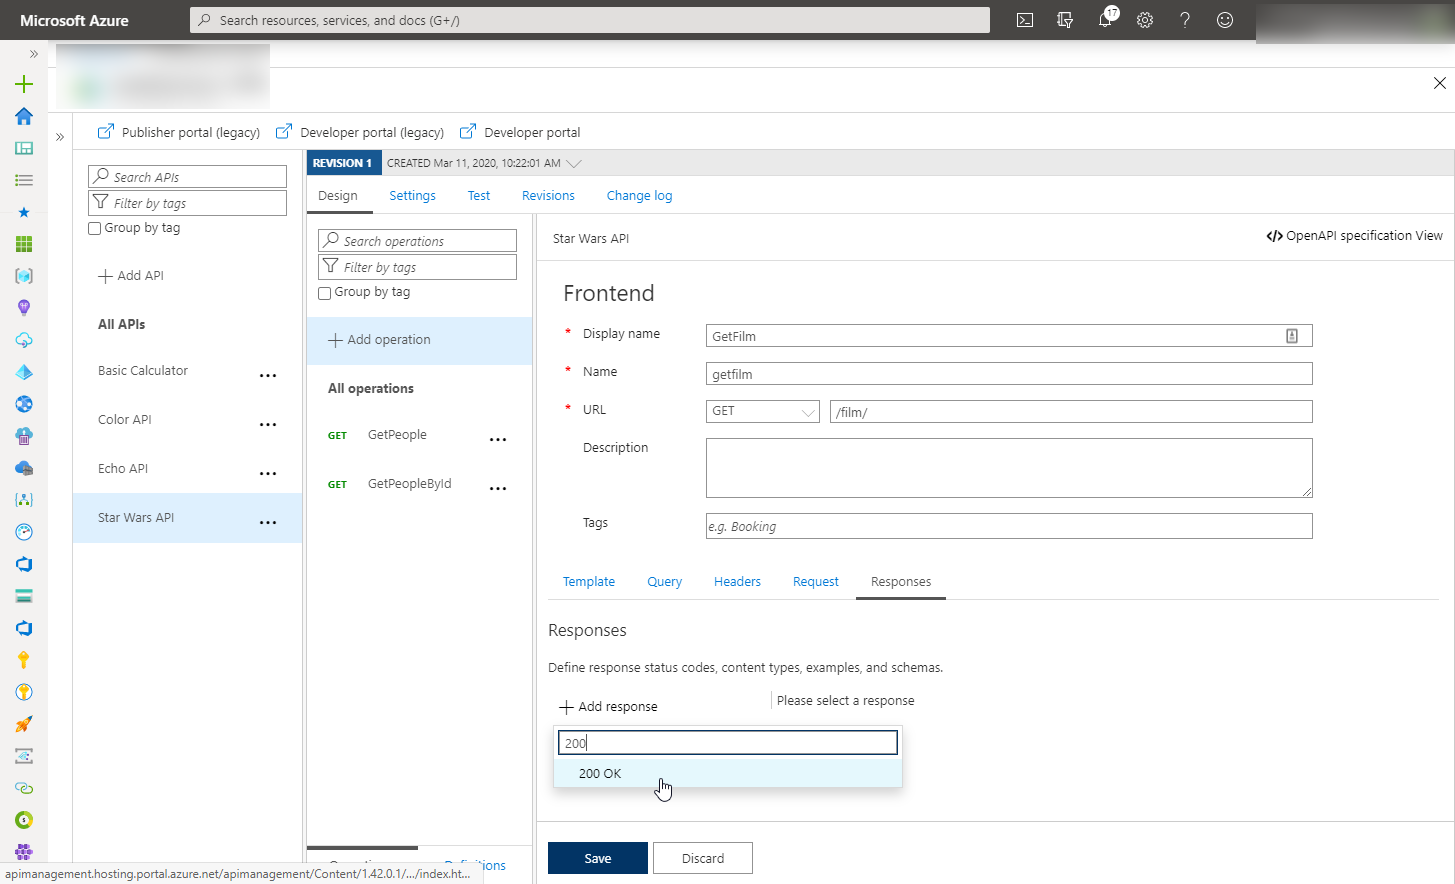 Microsoft Azure
Search resources, services, and docs (G+/)
17
Publisher portal (legacy)
Developer portal (legacy)
Developer portal
Search APIs
Filter by tags
Group by tag
Add API
All APIs
Basic Calculator
Color API
Echo API
Star Wars API
REVISION 1
CREATED Mar 11, 2020, 10:22:01 AM
Design
Settings
Test
Revisions
Change log
Search operations
Filter by tags
Group by tag
Add operation
All operations
GET GetPeople
GET GetPeopleById
Definitions
Star Wars API
</> OpenAPI specification View
Frontend
* Display name
GetFilm
* Name
getfilm
* URL
GET
/film/
Description
Tags
e.g. Booking
Template
Query
Headers
Request
Responses
Responses
Define response status codes, content types, examples, and schemas.
Add response
Please select a response
200
200 OK
Save
Discard
apimanagement.hosting.portal.azure.net/apimanagement/Content/1.42.0.1/.../index.ht...